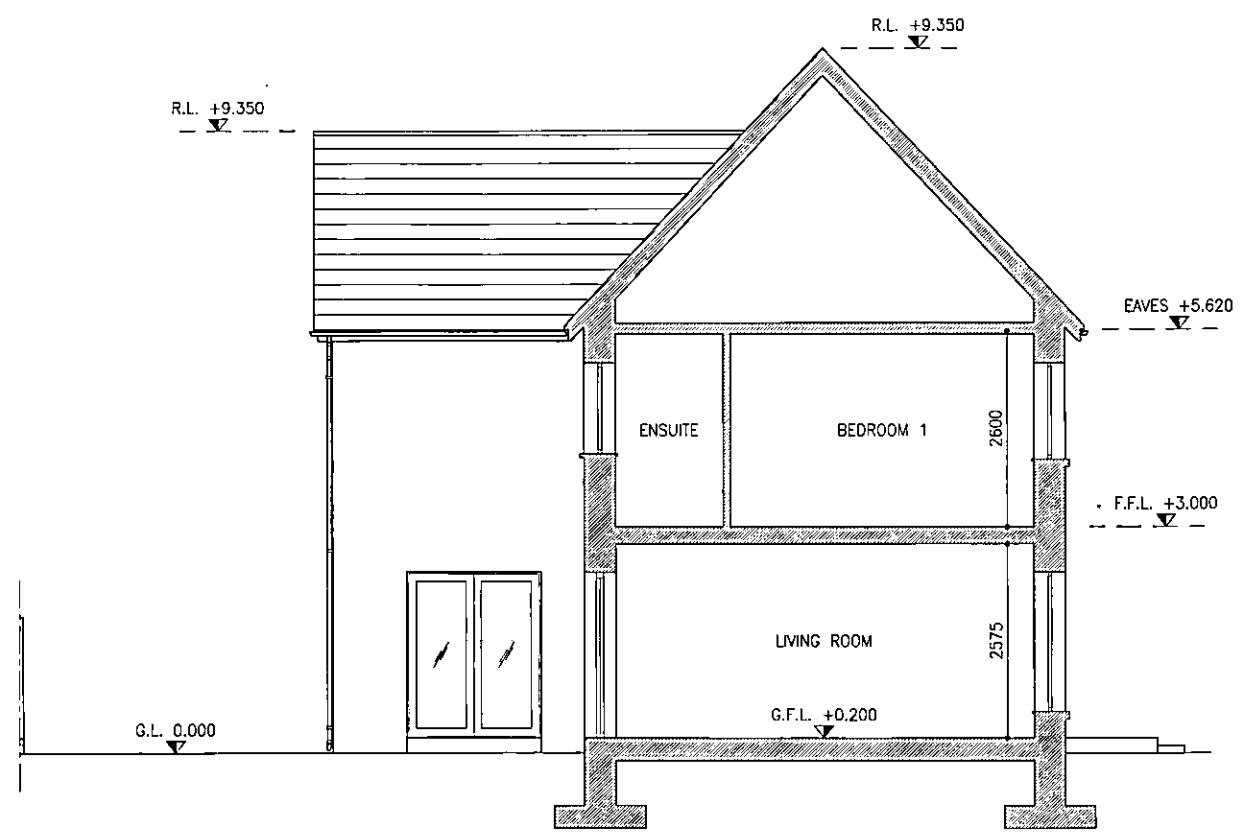 R.L. +9.350
R.L. +9.350
EAVES +5.620
ENSUITE
BEDROOM 1
2600
F.F.L. +3.000
LIVING ROOM
2575
G.F.L. +0.200
G.L. 0.000